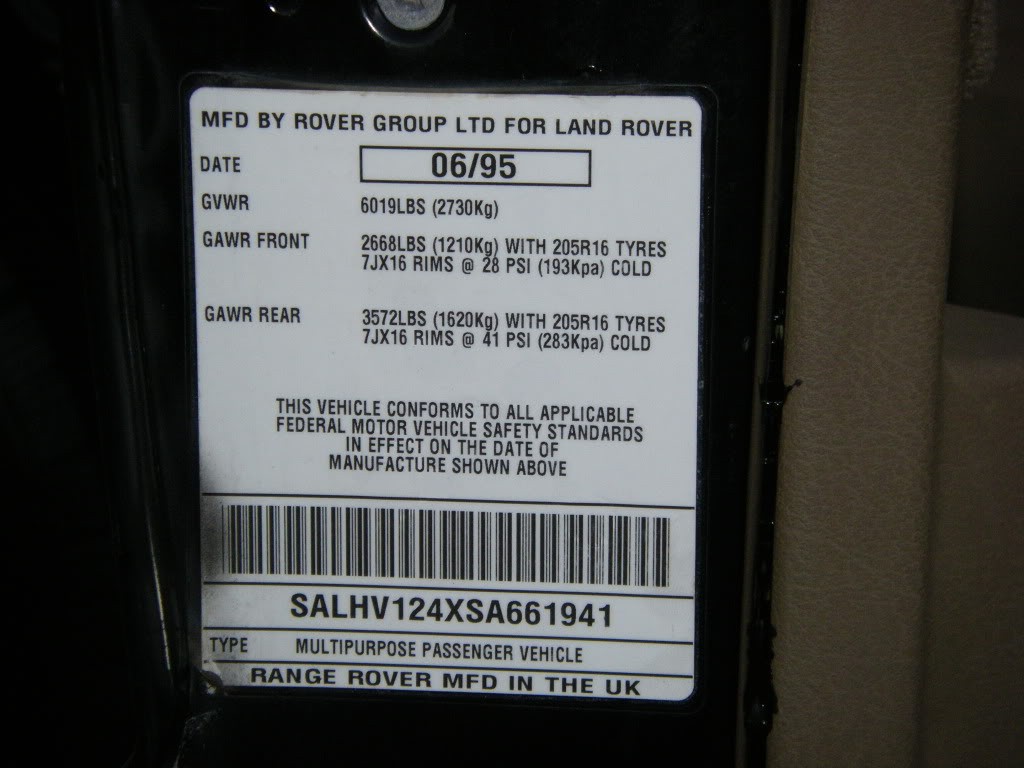 MFD BY ROVER GROUP LTD FOR LAND ROVER
DATE 06/95
GVWR 6019LBS (2730Kg)
GAWR FRONT 2668LBS (1210Kg) WITH 205R16 TYRES
7JX16 RIMS @ 28 PSI (193Kpa) COLD
GAWR REAR 3572LBS (1620Kg) WITH 205R16 TYRES
7JX16 RIMS @ 41 PSI (283Kpa) COLD
THIS VEHICLE CONFORMS TO ALL APPLICABLE
FEDERAL MOTOR VEHICLE SAFETY STANDARDS
IN EFFECT ON THE DATE OF
MANUFACTURE SHOWN ABOVE
SALHV124XSA661941
TYPE MULTIPURPOSE PASSENGER VEHICLE
RANGE ROVER MFD IN THE UK